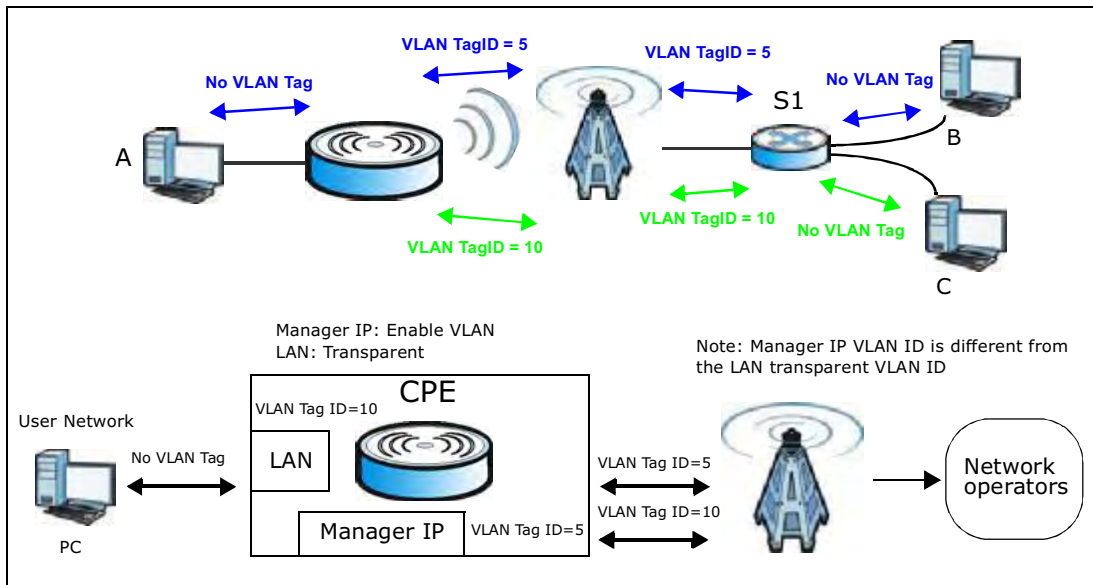 VLAN TagID = 5
VLAN TagID = 5
No VLAN Tag
No VLAN Tag
S1
A
B
VLAN TagID = 10
VLAN TagID = 10
No VLAN Tag
C
Manager IP: Enable VLAN
LAN: Transparent
Note: Manager IP VLAN ID is different from
the LAN transparent VLAN ID
CPE
VLAN Tag ID=10
User Network
No VLAN Tag
LAN
VLAN Tag ID=5
Network
operators
VLAN Tag ID=10
Manager IP
VLAN Tag ID=5
PC